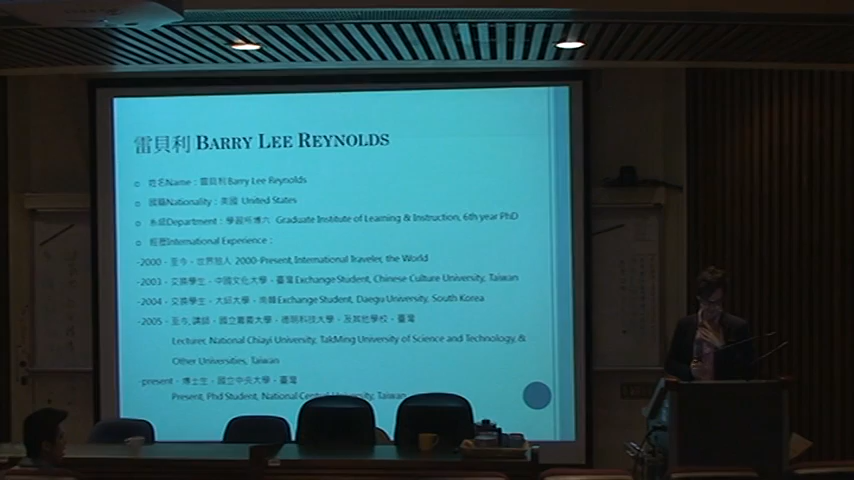 雷貝利 BARRY LEE REYNOLDS
姓名Name：雷貝利 Barry Lee Reynolds
國籍Nationality：美國 United States
系級Department：學習所博六 Graduate Institute of Learning & Instruction, 6th year PhD
經歷International Experience：
-2000，至今，世界旅人 2000-Present, International Traveler, the World
-2003，交換學生，中國文化大學，臺灣 Exchange Student, Chinese Culture University, Taiwan
-2004，交換學生，大邱大學，南韓 Exchange Student, Daegu University, South Korea
-2005，至今, 講師，國立嘉義大學，德明科技大學，及其他學校，臺灣
Lecturer, National Chiayi University, TakMing University of Science and Technology, &
Other Universities, Taiwan
-present，博士生，國立中央大學，臺灣
Present, Phd Student, National Central University, Taiwan